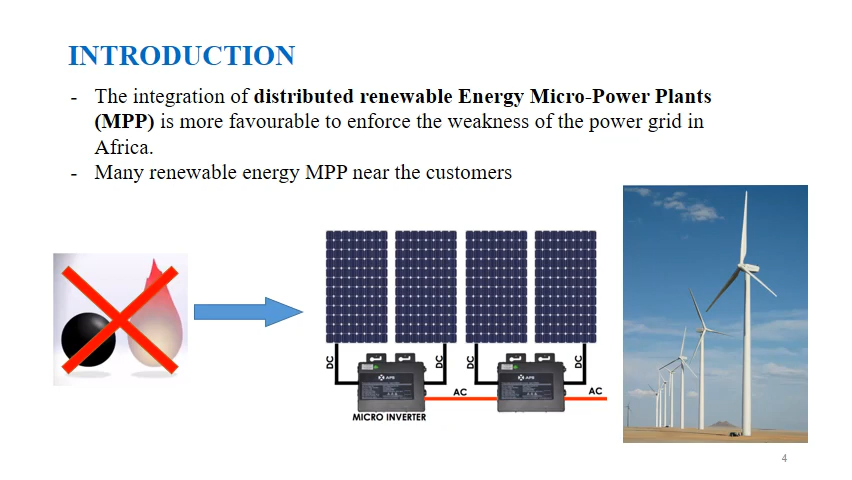 INTRODUCTION
- The integration of distributed renewable Energy Micro-Power Plants
(MPP) is more favourable to enforce the weakness of the power grid in
Africa.
- Many renewable energy MPP near the customers
DC
DC
DC
DC
APS
AC
AC
MICRO INVERTER
4